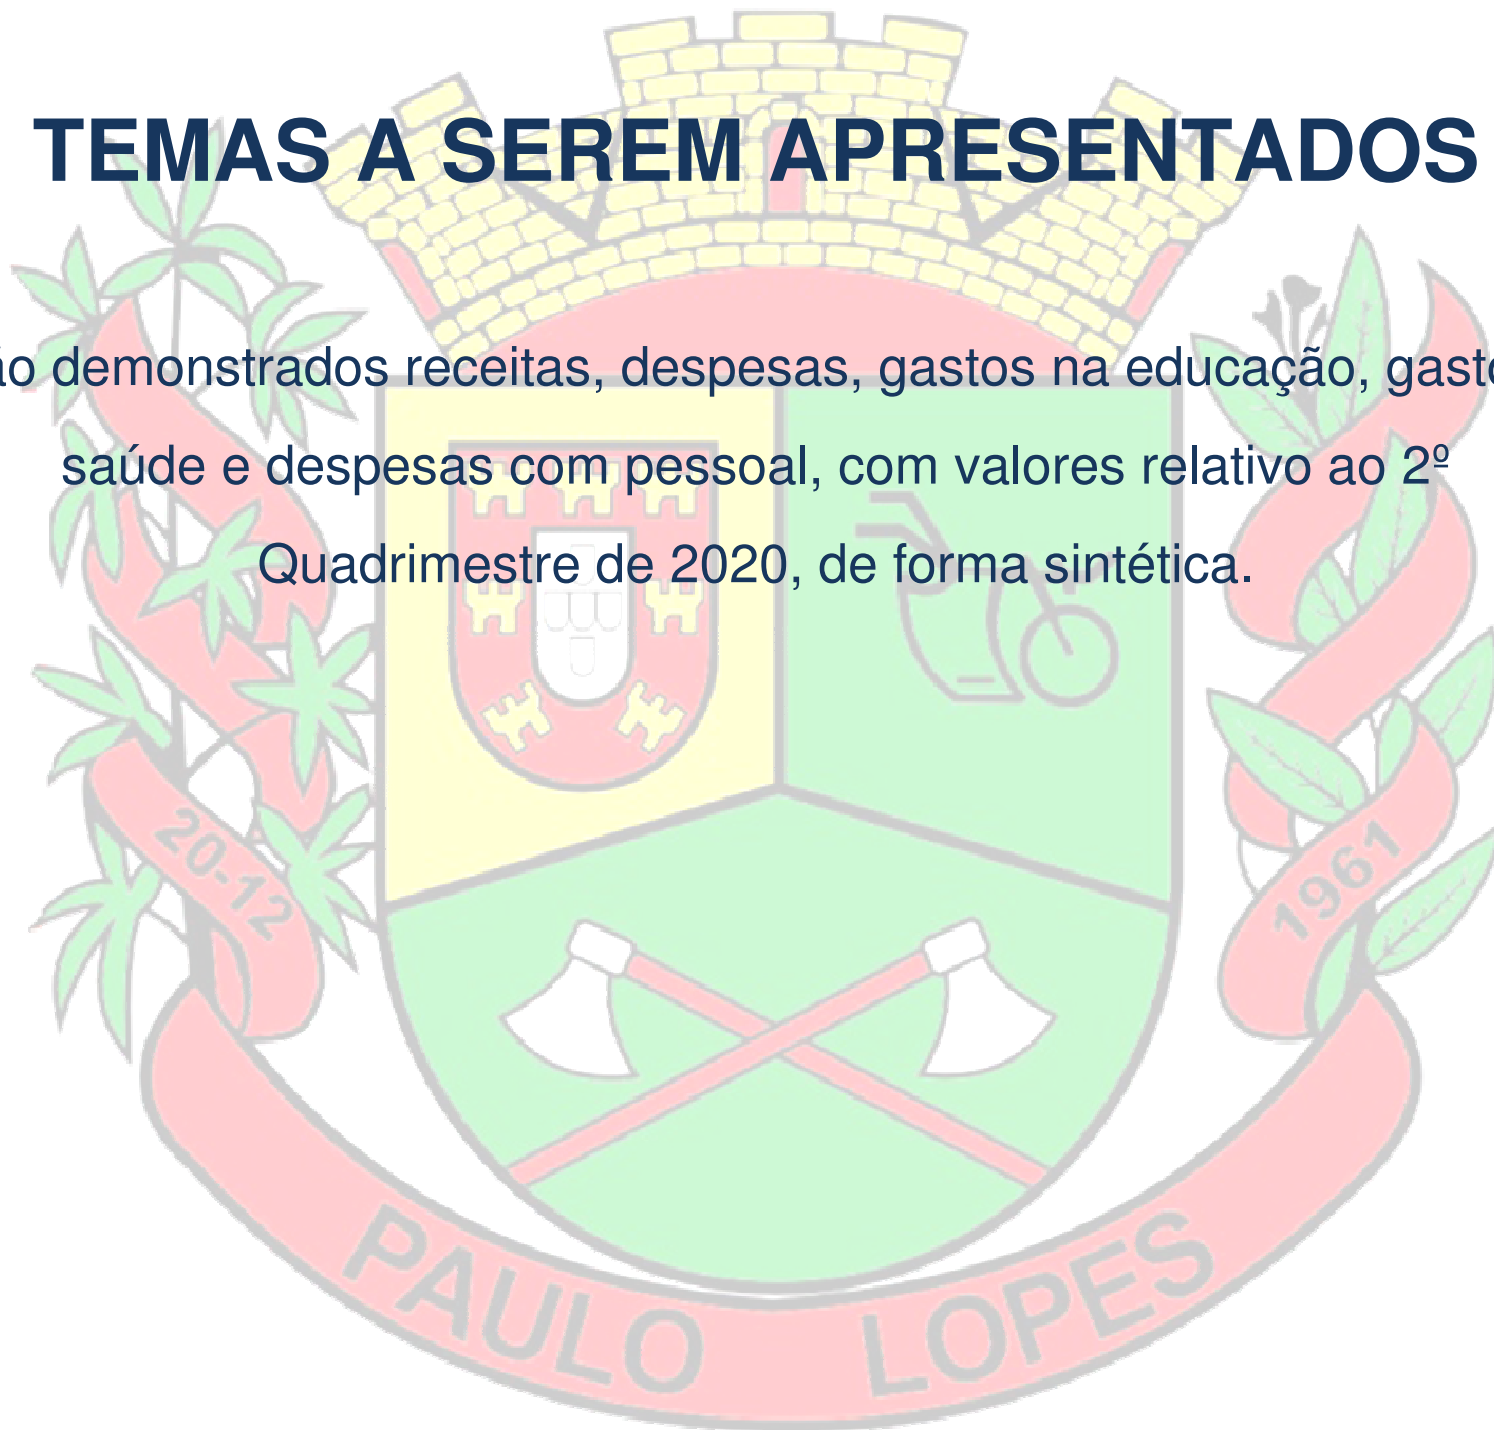 TEMAS A SEREM APRESENTADOS
ão demonstrados receitas, despesas, gastos na educação, gasto
saúde e despesas com pessoal, com valores relativo ao 2º
Quadrimestre de 2020, de forma sintética.
20-12
1961
PAULO LOPES